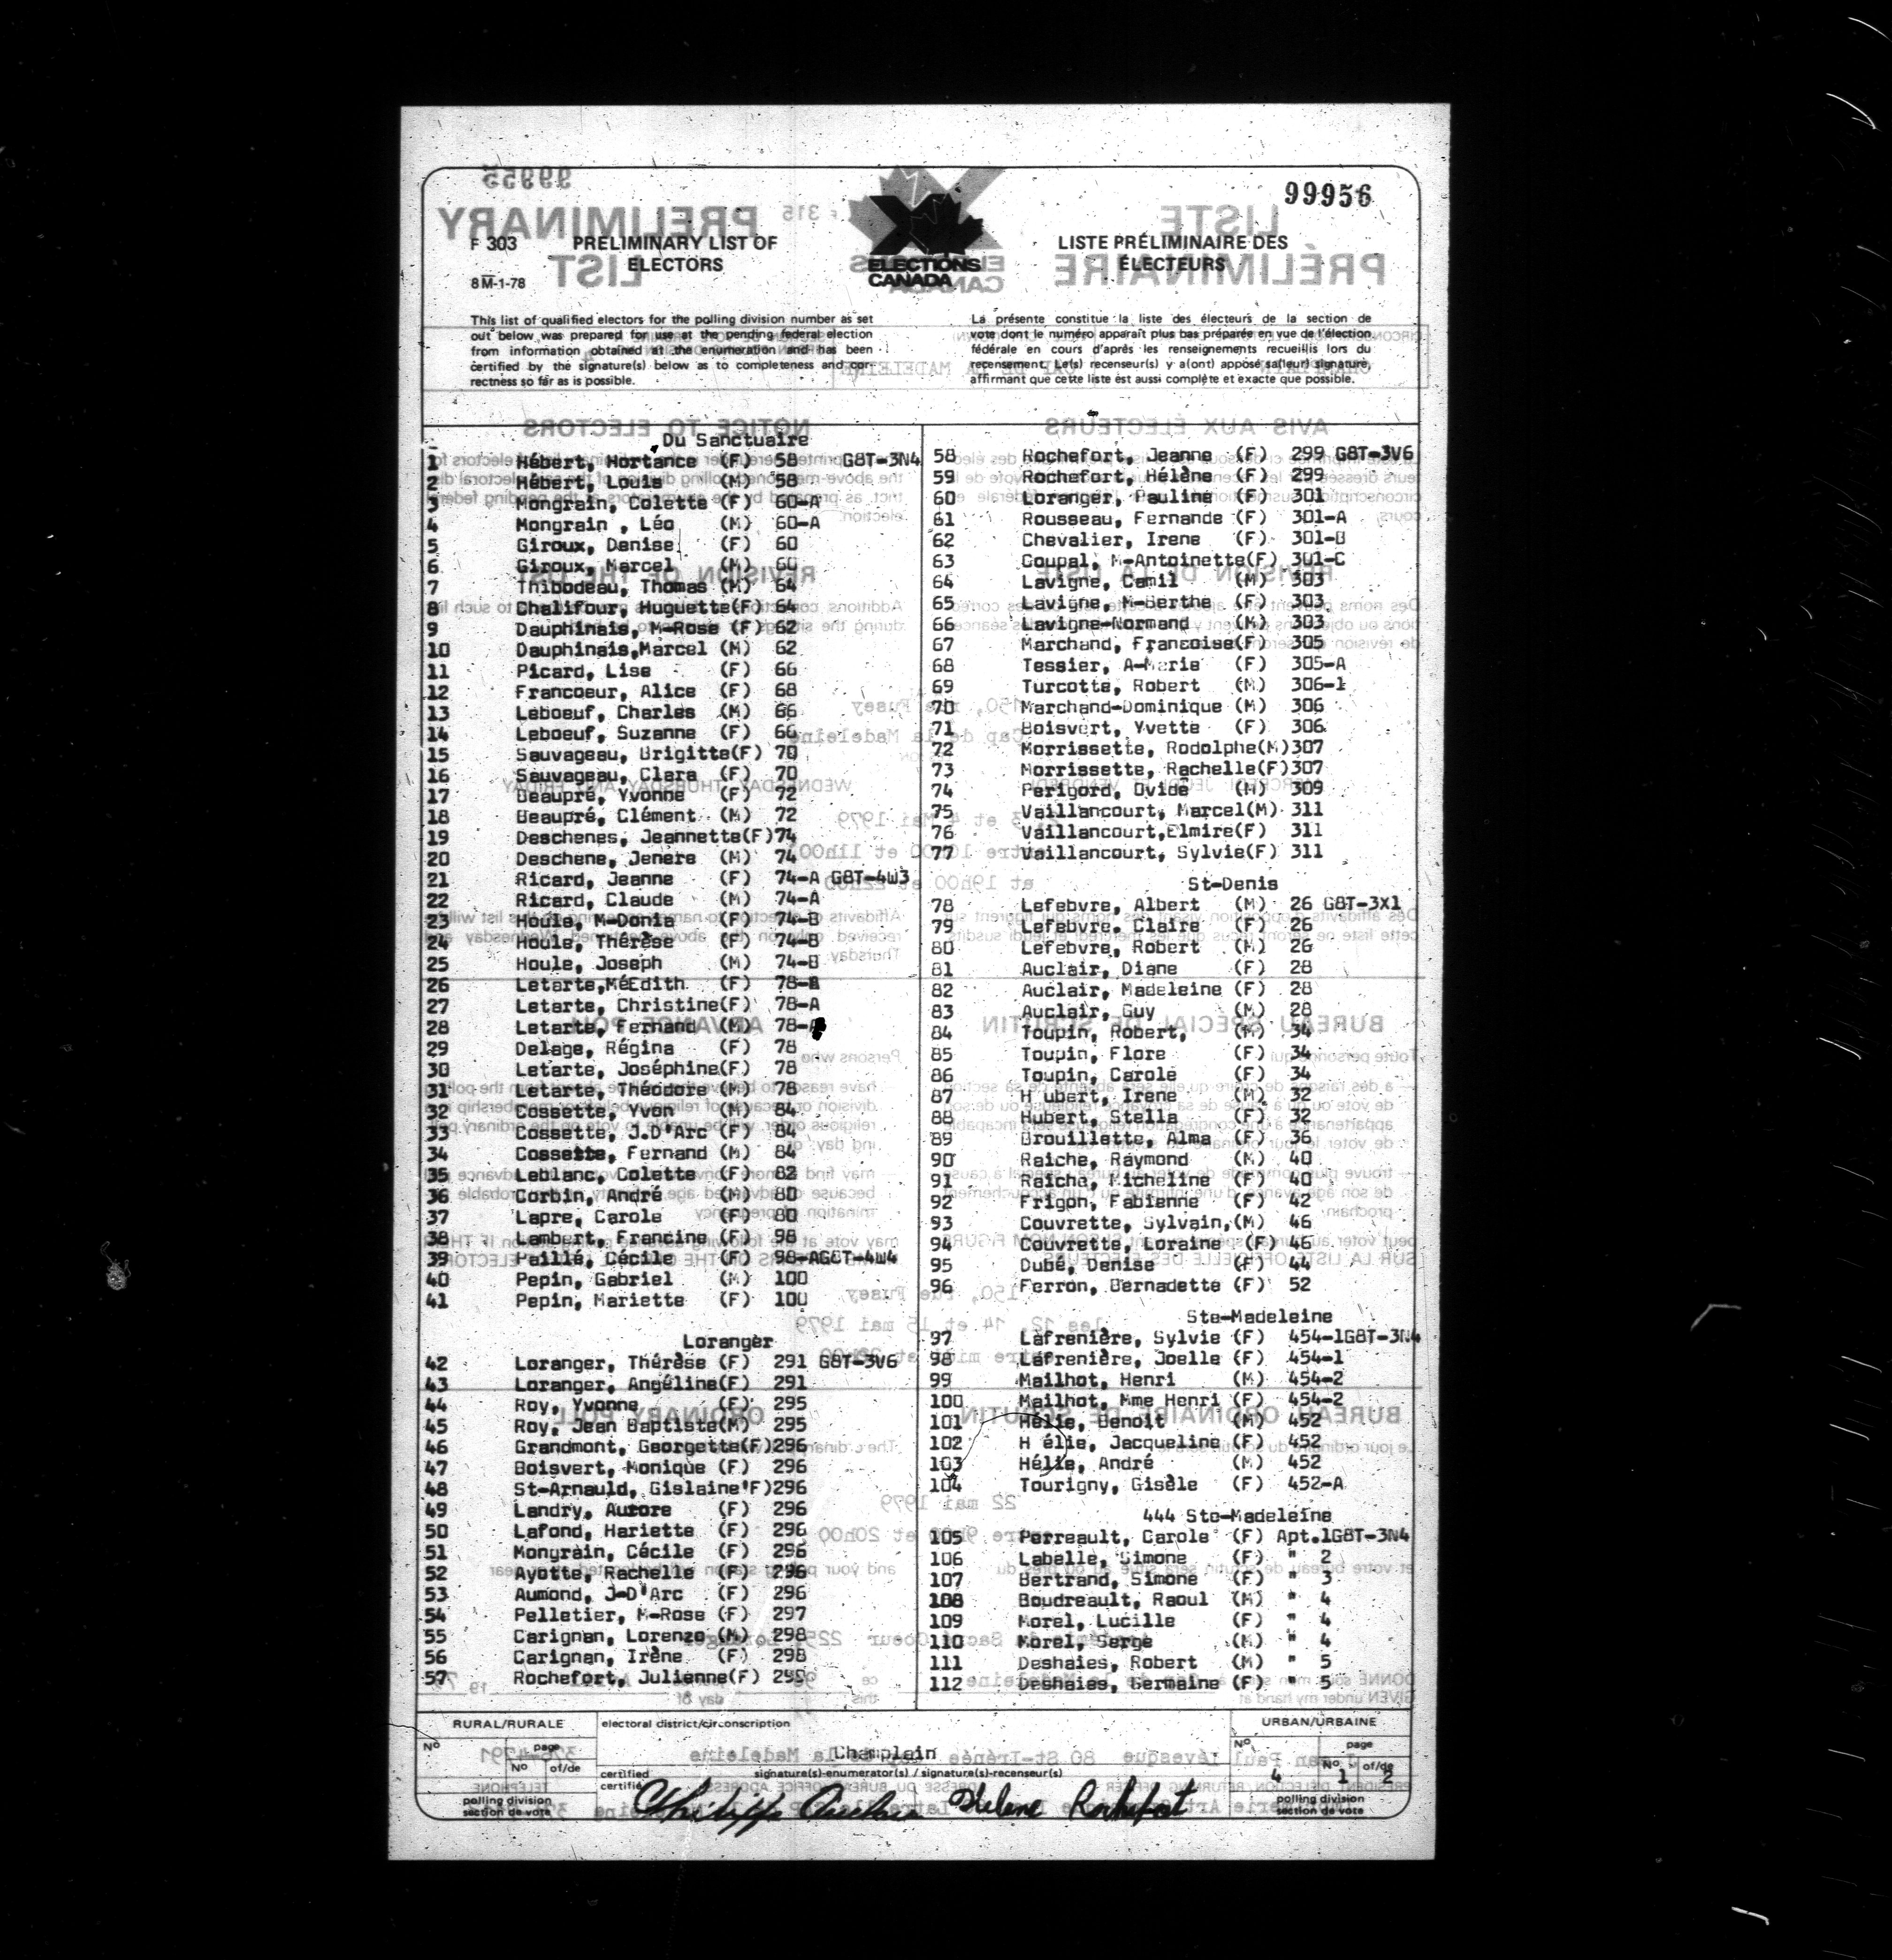 99956
F 303
8M-1-78
PRELIMINARY LIST OF
ELECTORS
ELECTIONS
CANADA
LISTE PRÉLIMINAIRE DES
ÉLECTEURS
This list of qualified electors for the polling division number as set
out below was prepared for use at the pending federal election
from information obtained at the enumeration and has been
certified by the signature(s) below as to completeness and cor-
rectness so far as is possible.
La présente constitue la liste des électeurs de la section de
vote dont le numéro apparaît plus bas préparée en vue de l'élection
fédérale en cours d'après les renseignements recueillis lors du
recensement. Le(s) recenseur(s) y a(ont) apposé sa(leur) signature,
affirmant que cette liste est aussi complète et exacte que possible.
Du Sanctuaire
1 Hébert, Hortance (F) 58 G8T-3N4
2 Hébert, Louis (M) 58
3 Mongrain, Colette (F) 60-A
4 Mongrain , Léo (M) 60-A
5 Giroux, Denise (F) 60
6 Giroux, Marcel (M) 60
7 Thibodeau, Thomas (M) 64
8 Chalifour, Huguette(F) 64
9 Dauphinais, M-Rose (F) 62
10 Dauphinais,Marcel (M) 62
11 Picard, Lise (F) 66
12 Francoeur, Alice (F) 68
13 Leboeuf, Charles (M) 66
14 Leboeuf, Suzanne (F) 66
15 Sauvageau, Brigitte(F) 70
16 Sauvageau, Clara (F) 70
17 Beaupré, Yvonne (F) 72
18 Beaupré, Clément (M) 72
19 Deschenes, Jeannette(F)74
20 Deschene, Jenere (M) 74
21 Ricard, Jeanne (F) 74-A G8T-4W3
22 Ricard, Claude (M) 74-A
23 Houle, M-Donia (F) 74-B
24 Houle, Thérèse (F) 74-B
25 Houle, Joseph (M) 74-B
26 Letarte,MéEdith (F) 78-A
27 Letarte, Christine(F) 78-A
28 Letarte, Fernand (M) 78-A
29 Delage, Régina (F) 78
30 Letarte, Joséphine(F) 78
31 Letarte, Théodore (M) 78
32 Cossette, Yvon (M) 84
33 Cossette, J.D'Arc (F) 84
34 Cossette, Fernand (M) 84
35 Leblanc, Colette (F) 82
36 Corbin, André (M) 80
37 Lapre, Carole (F) 80
38 Lambert, Francine (F) 98
39 Paillé, Cécile (F) 98-AG8T-4W4
40 Pepin, Gabriel (M) 100
41 Pepin, Mariette (F) 100
Loranger
42 Loranger, Thérèse (F) 291 G8T-3V6
43 Loranger, Angéline(F) 291
44 Roy, Yvonne (F) 295
45 Roy, Jean Baptiste(M) 295
46 Grandmont, Georgette(F)296
47 Boisvert, Monique (F) 296
48 St-Arnauld, Gislaine'F)296
49 Landry, Aurore (F) 296
50 Lafond, Hariette (F) 296
51 Mongrain, Cécile (F) 296
52 Ayotte, Rachelle (F) 296
53 Aumond, J-D'Arc (F) 296
54 Pelletier, M-Rose (F) 297
55 Carignan, Lorenzo (M) 298
56 Carignan, Irène (F) 298
57 Rochefort, Julienne(F) 299
58 Rochefort, Jeanne (F) 299 G8T-3V6
59 Rochefort, Hélène (F) 299
60 Loranger, Pauline (F) 301
61 Rousseau, Fernande (F) 301-A
62 Chevalier, Irene (F) 301-B
63 Goupal, M-Antoinette(F) 301-C
64 Lavigne, Camil (M) 303
65 Lavigne, M-Berthe (F) 303
66 Lavigne-Normand (M) 303
67 Marchand, Francoise(F) 305
68 Tessier, A-Marie (F) 305-A
69 Turcotte, Robert (M) 306-1
70 Marchand-Dominique (M) 306
71 Boisvert, Yvette (F) 306
72 Morrissette, Rodolphe(M)307
73 Morrissette, Rachelle(F)307
74 Perigord, Ovide (M) 309
75 Vaillancourt, Marcel(M) 311
76 Vaillancourt,Elmire(F) 311
77 Vaillancourt, Sylvie(F) 311
St-Denis
78 Lefebvre, Albert (M) 26 G8T-3X1
79 Lefebvre, Claire (F) 26
80 Lefebvre, Robert (M) 26
81 Auclair, Diane (F) 28
82 Auclair, Madeleine (F) 28
83 Auclair, Guy (M) 28
84 Toupin, Robert, (M) 34
85 Toupin, Flore (F) 34
86 Toupin, Carole (F) 34
87 H ubert, Irene (M) 32
88 Hubert, Stella (F) 32
89 Brouillette, Alma (F) 36
90 Raiche, Raymond (M) 40
91 Raiche, Micheline (F) 40
92 Frigon, Fabienne (F) 42
93 Couvrette, Sylvain,(M) 46
94 Couvrette, Loraine (F) 46
95 Dubé, Denise (F) 44
96 Ferron, Bernadette (F) 52
Ste-Madeleine
97 Lafrenière, Sylvie (F) 454-1G8T-3N4
98 Lafrenière, Joelle (F) 454-1
99 Mailhot, Henri (M) 454-2
100 Mailhot, Mme Henri (F) 454-2
101 Hélie, Benoit (M) 452
102 H élie, Jacqueline (F) 452
103 Hélie, André (M) 452
104 Tourigny, Gisèle (F) 452-A
444 Ste-Madeleine
105 Perreault, Carole (F) Apt.1G8T-3N4
106 Labelle, Simone (F) " 2
107 Bertrand, Simone (F) " 3
108 Boudreault, Raoul (M) " 4
109 Morel, Lucille (F) " 4
110 Morel, Serge (M) " 4
111 Deshaies, Robert (M) " 5
112 Deshaies, Germaine (F) " 5
RURAL/RURALE
No
page
No of/de
polling division
section de vote
electoral district/circonscription
Champlain
certified
certifié
signature(s)-enumerator(s) / signature(s)-recenseur(s)
Helene Rochefort
URBAN/URBAINE
No
page
4
No of/de
1 2
polling division
section de vote